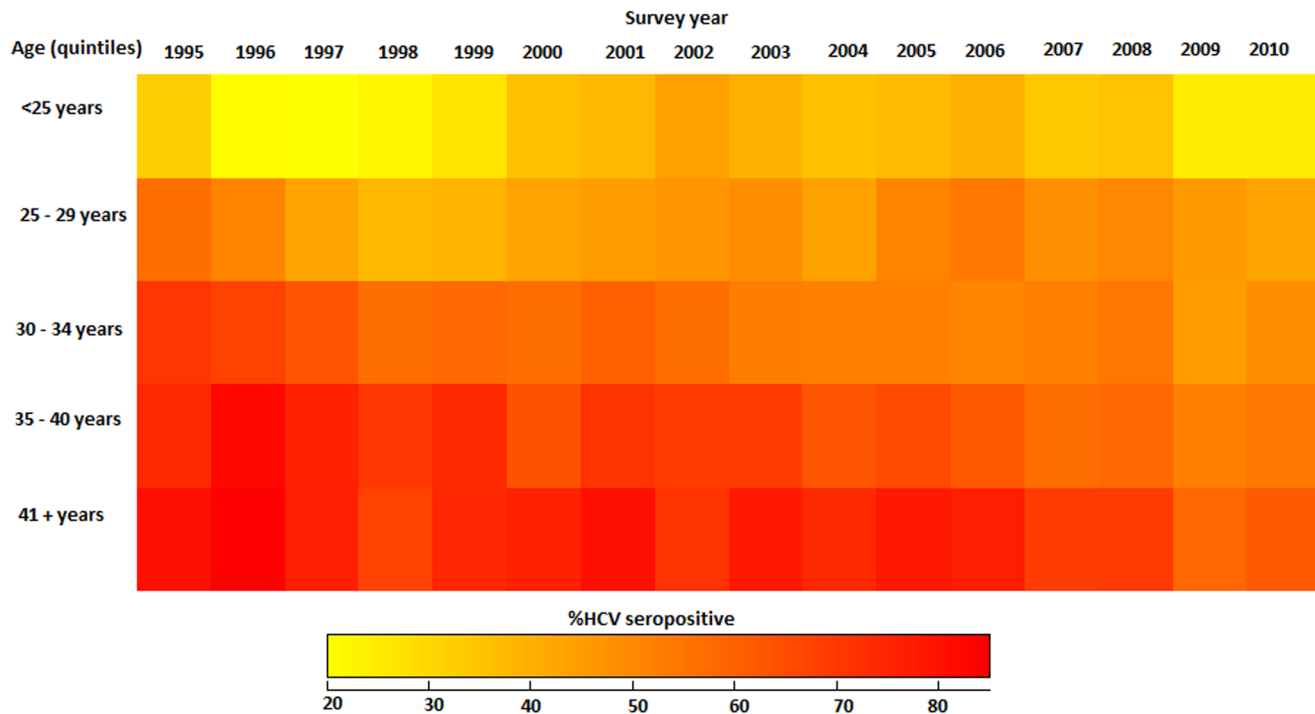 Survey year
Age (quintiles) 1995 1996 1997 1998 1999 2000 2001 2002 2003 2004 2005 2006 2007 2008 2009 2010
<25 years
25 - 29 years
30 - 34 years
35 - 40 years
41 + years
%HCV seropositive
20 30 40 50 60 70 80